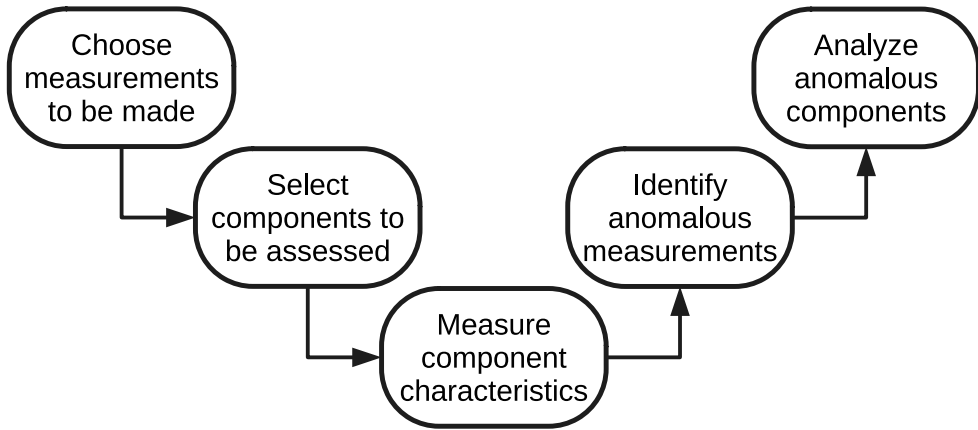 Choose
measurements
to be made
Select
components to
be assessed
Measure
component
characteristics
Identify
anomalous
measurements
Analyze
anomalous
components